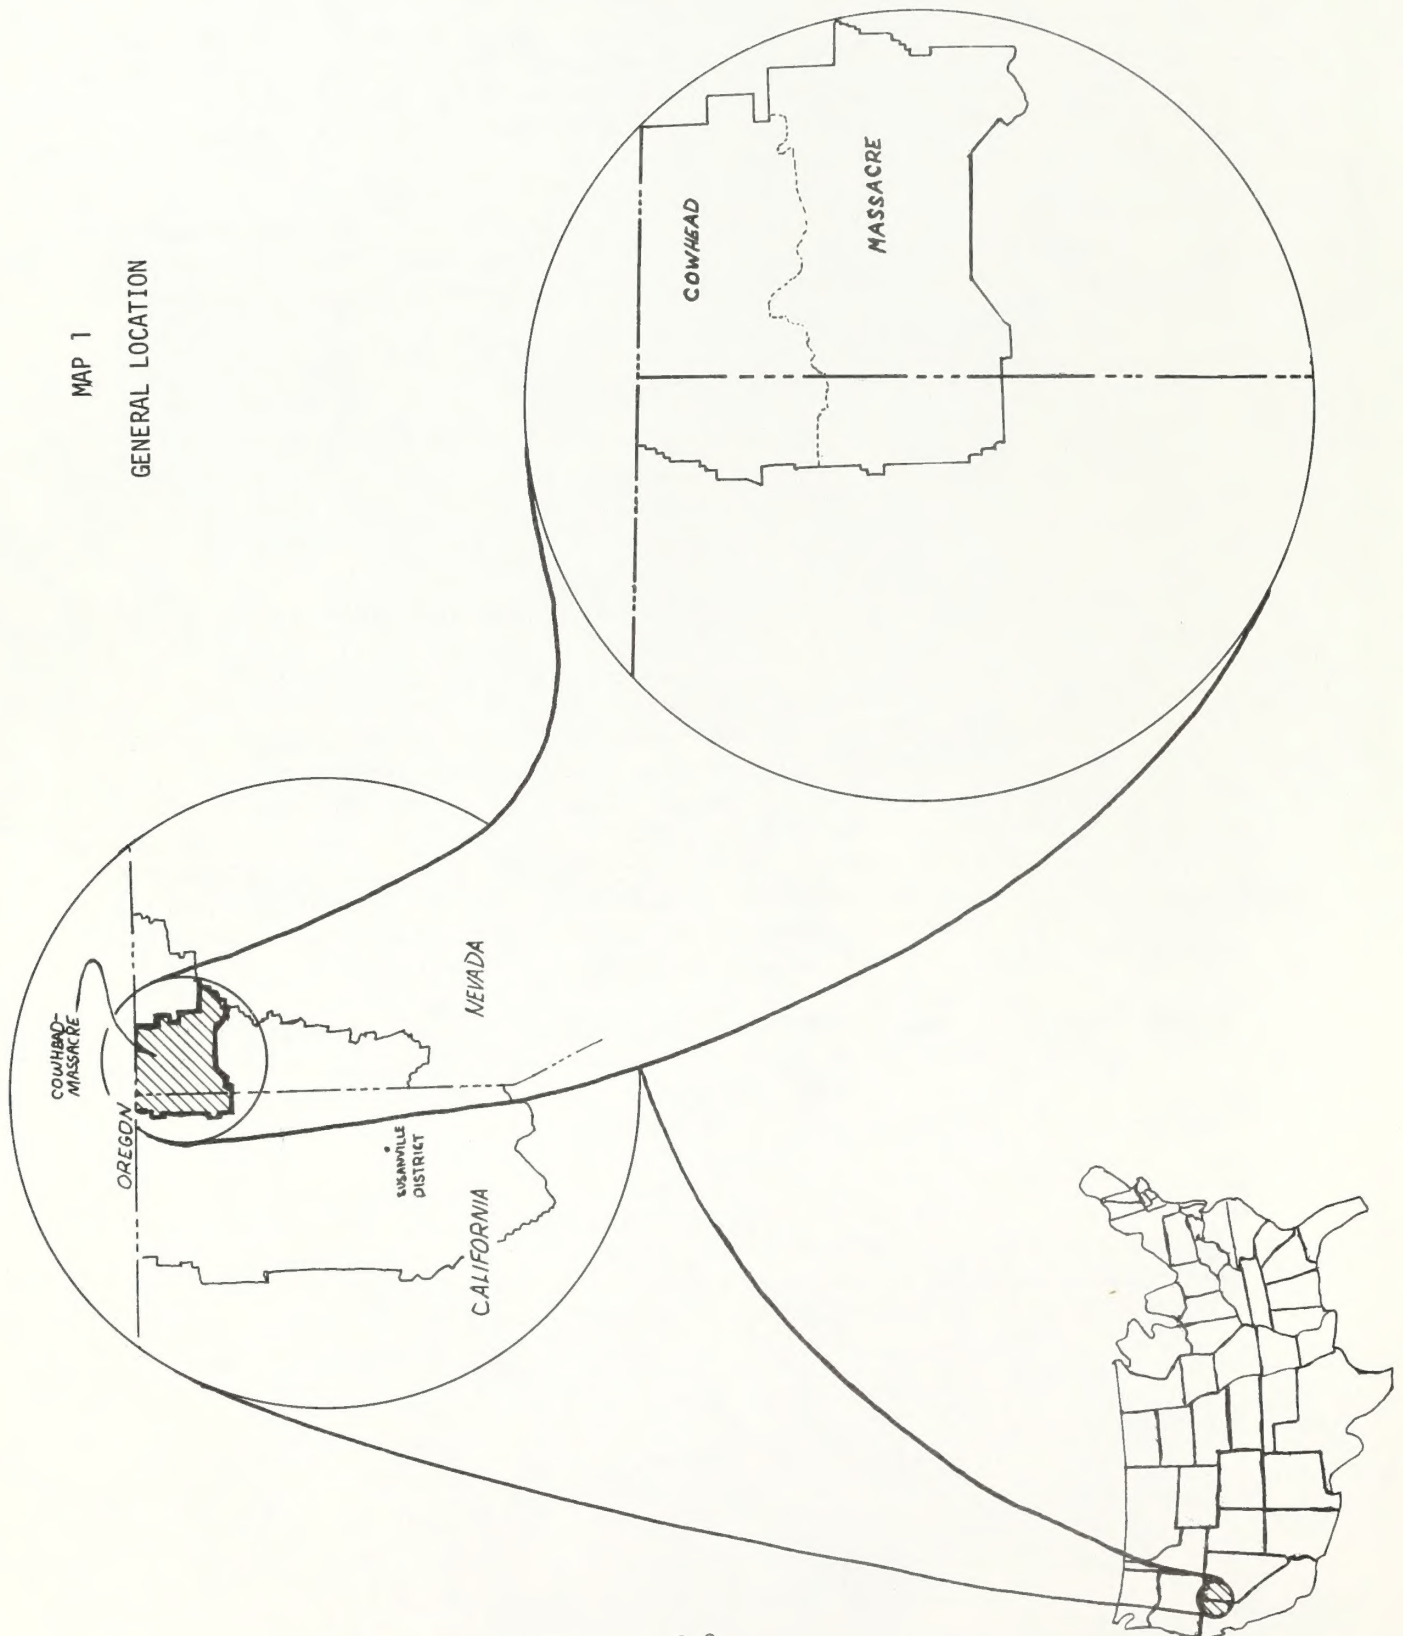 MAP 1
GENERAL LOCATION
COWHEAD-
MASSACRE
OREGON
NEVADA
SUSANVILLE
DISTRICT
CALIFORNIA
COWHEAD
MASSACRE